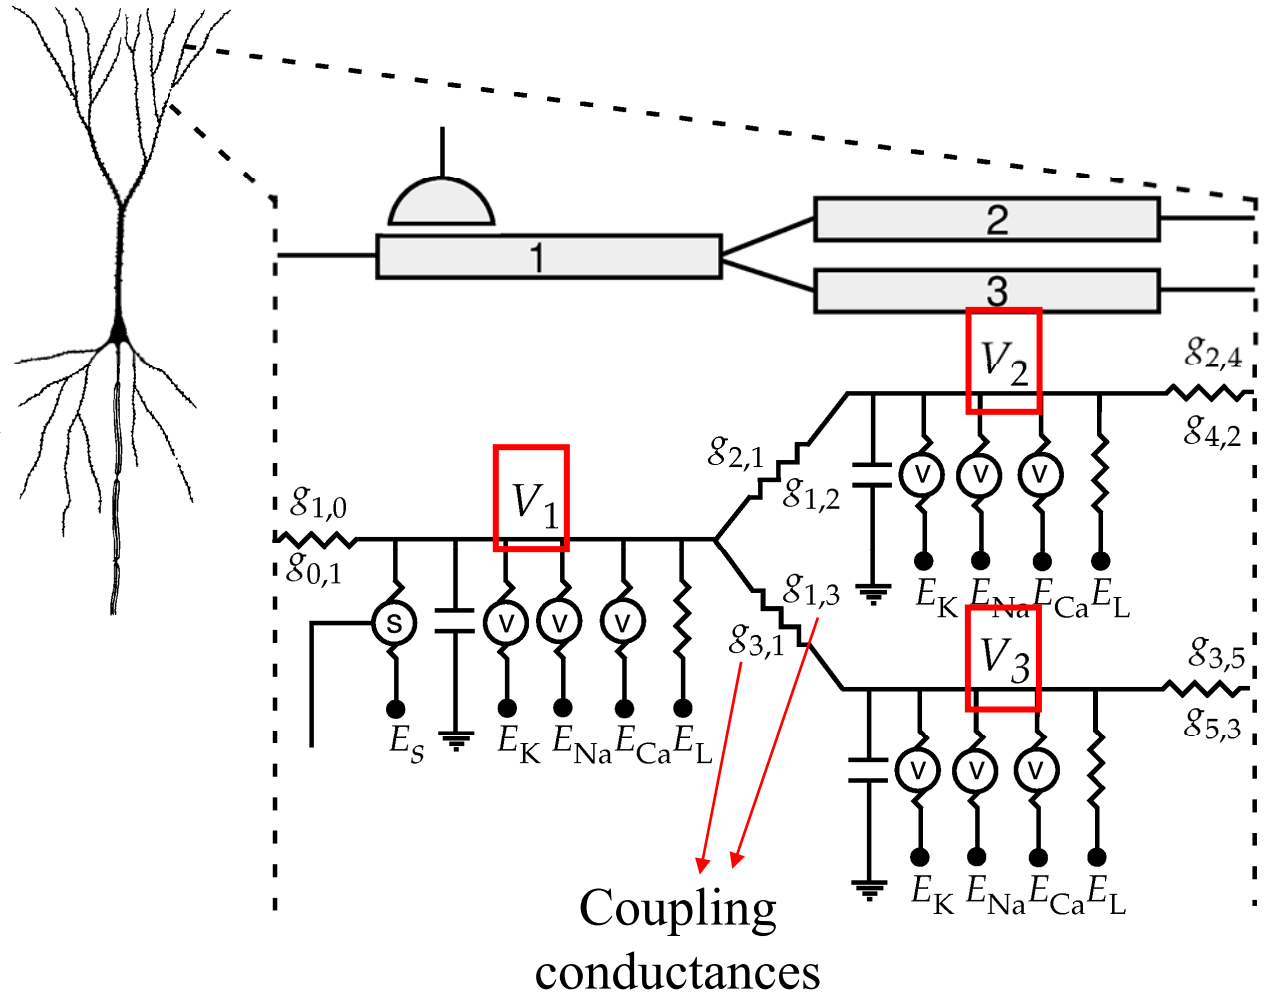 2
1
3
V2
g2,4
g4,2
g2,1
g1,2
V1
g1,0
g0,1
v v v
EK ENa ECa EL
g1,3
g3,1
s v v v
ES EK ENa ECa EL
V3
g3,5
g5,3
v v v
EK ENa ECa EL
Coupling
conductances